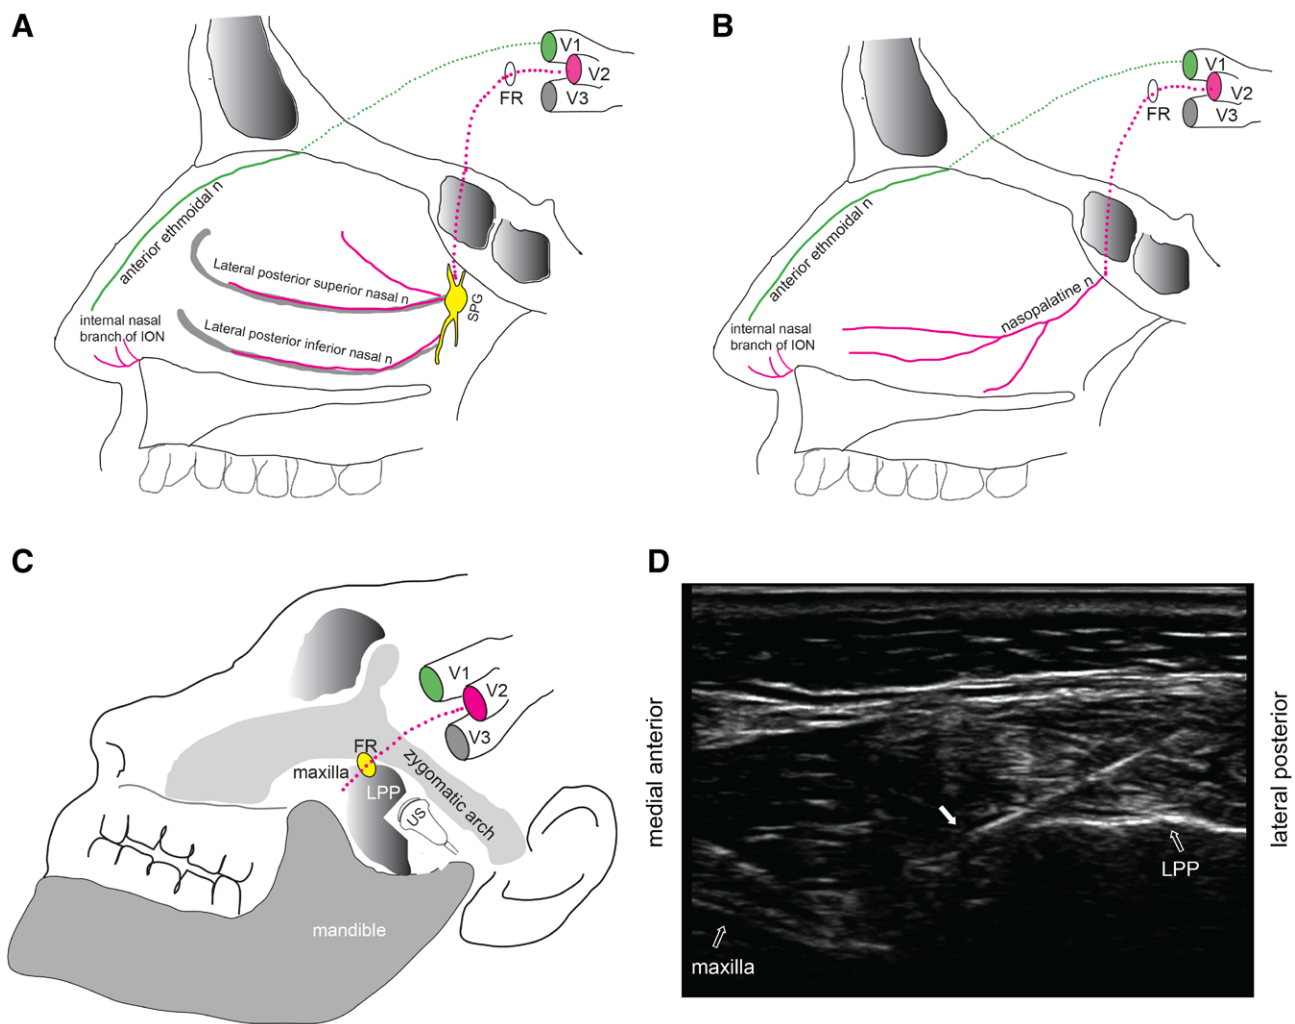 A
V1
V2
FR
V3
anterior ethmoidal n
Lateral posterior superior nasal n
SPG
internal nasal
branch of ION
Lateral posterior inferior nasal n
B
V1
V2
FR
V3
anterior ethmoidal n
nasopalatine n
internal nasal
branch of ION
C
V1
V2
V3
FR
maxilla
zygomatic arch
LPP
US
mandible
D
medial anterior
lateral posterior
LPP
maxilla